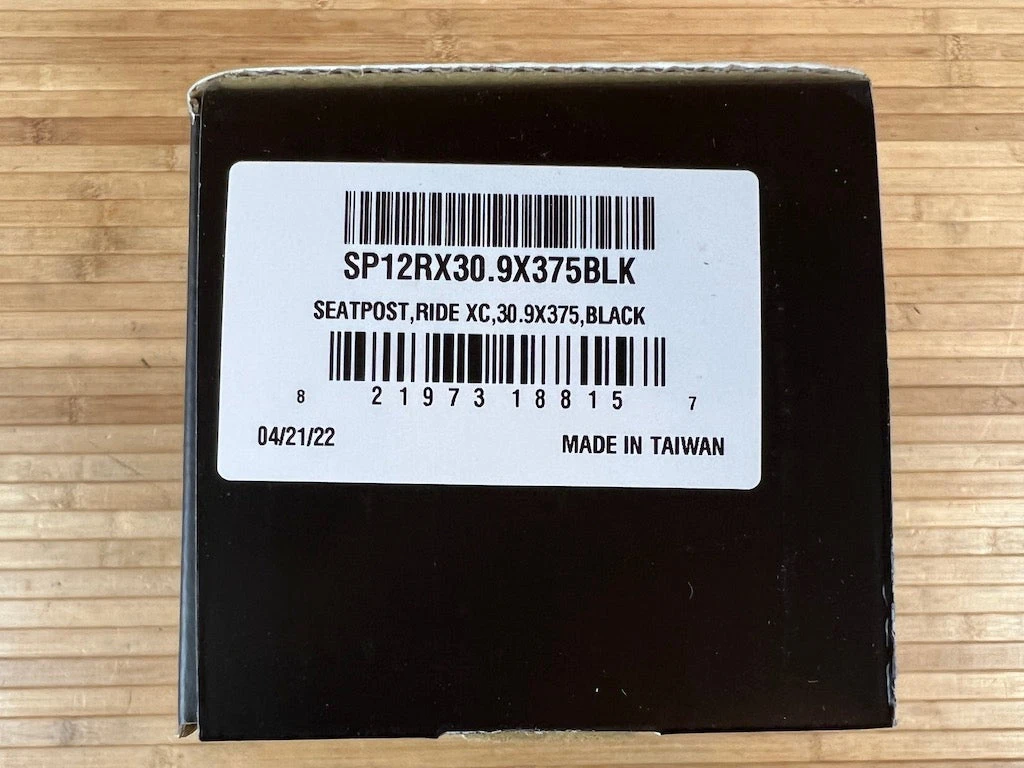 SP12RX30.9X375BLK
SEATPOST,RIDE XC,30.9X375,BLACK
8 21973 18815 7
04/21/22 MADE IN TAIWAN